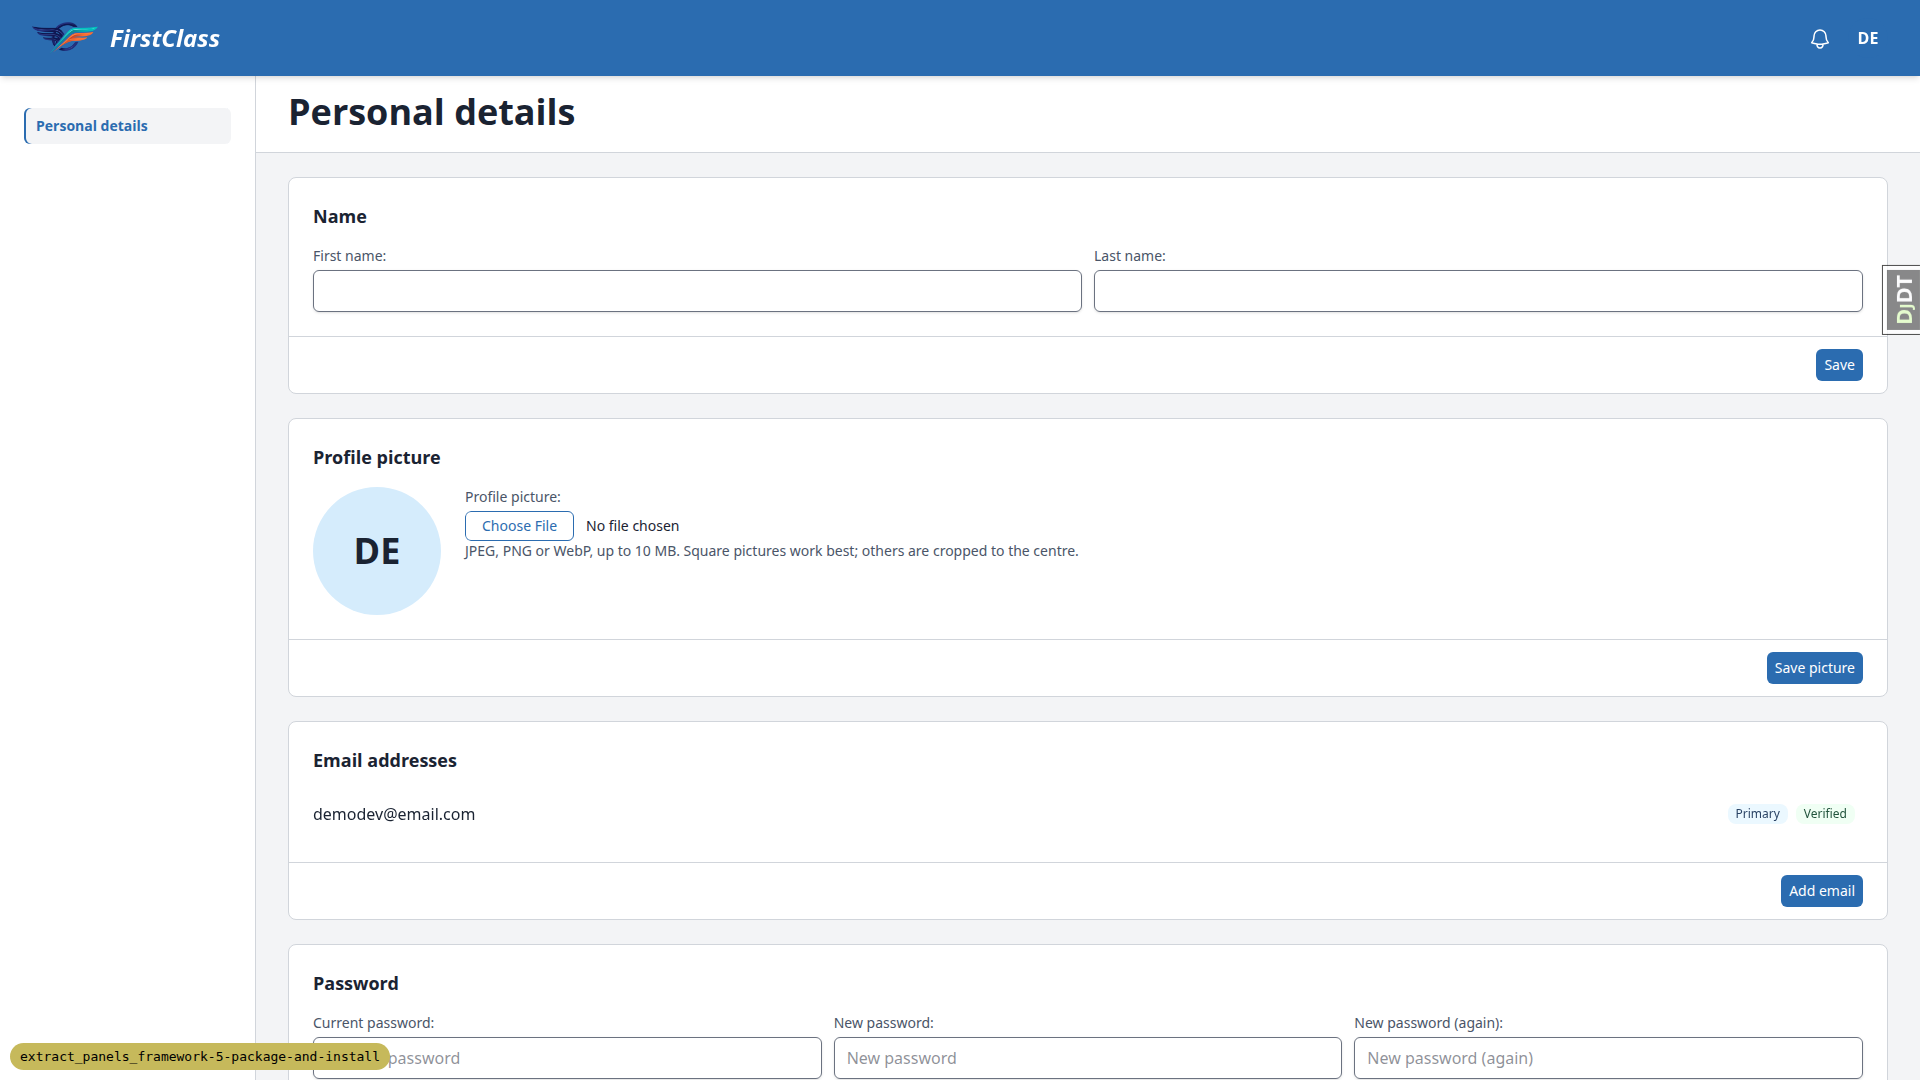 FirstClass
DE
Personal details
Personal details
Name
First name:
Last name:
DJDT
Save
Profile picture
DE
Profile picture:
Choose File
No file chosen
JPEG, PNG or WebP, up to 10 MB. Square pictures work best; others are cropped to the centre.
Save picture
Email addresses
demodev@email.com
Primary
Verified
Add email
Password
Current password:
New password:
New password (again):
extract_panels_framework-5-package-and-install
password
New password
New password (again)